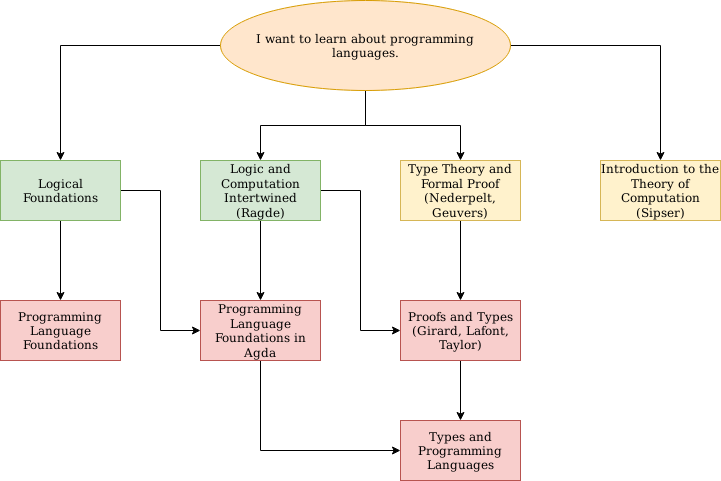 I want to learn about programming
languages.
Logical
Foundations
Logic and
Computation
Intertwined
(Ragde)
Type Theory and
Formal Proof
(Nederpelt,
Geuvers)
Introduction to the
Theory of
Computation
(Sipser)
Programming
Language
Foundations
Programming
Language
Foundations in
Agda
Proofs and Types
(Girard, Lafont,
Taylor)
Types and
Programming
Languages